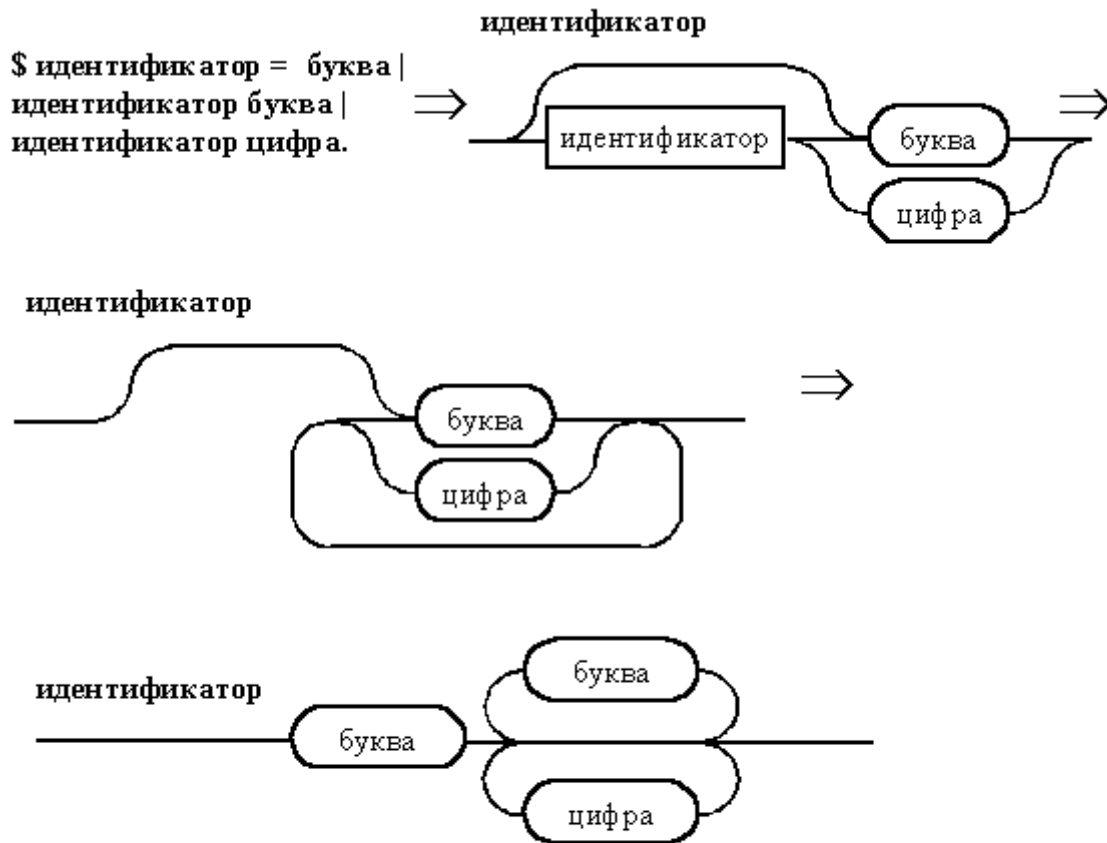 идентификатор
$ идентификатор = буква |
идентификатор буква |
идентификатор цифра.
⇒
идентификатор
буква
цифра
⇒
идентификатор
буква
цифра
⇒
идентификатор
буква
буква
цифра